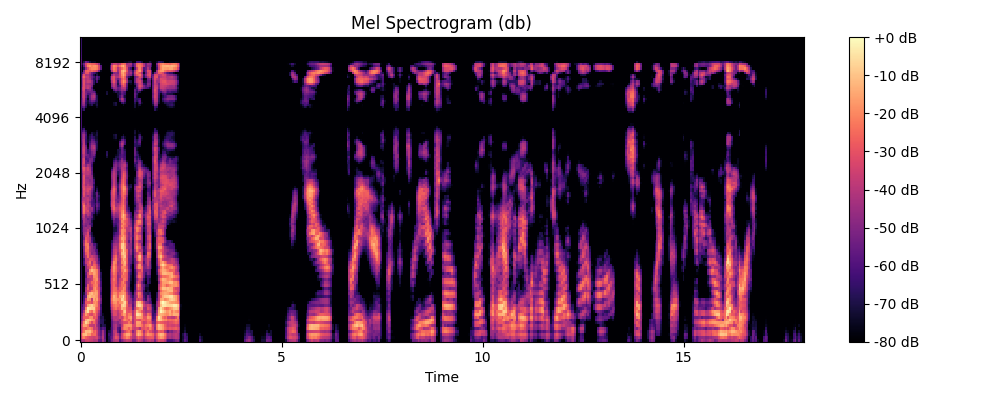 Mel Spectrogram (db)
+0 dB
8192
-10 dB
4096
-20 dB
-30 dB
2048
Hz
-40 dB
1024
-50 dB
-60 dB
512
-70 dB
0
-80 dB
0
5
10
15
Time